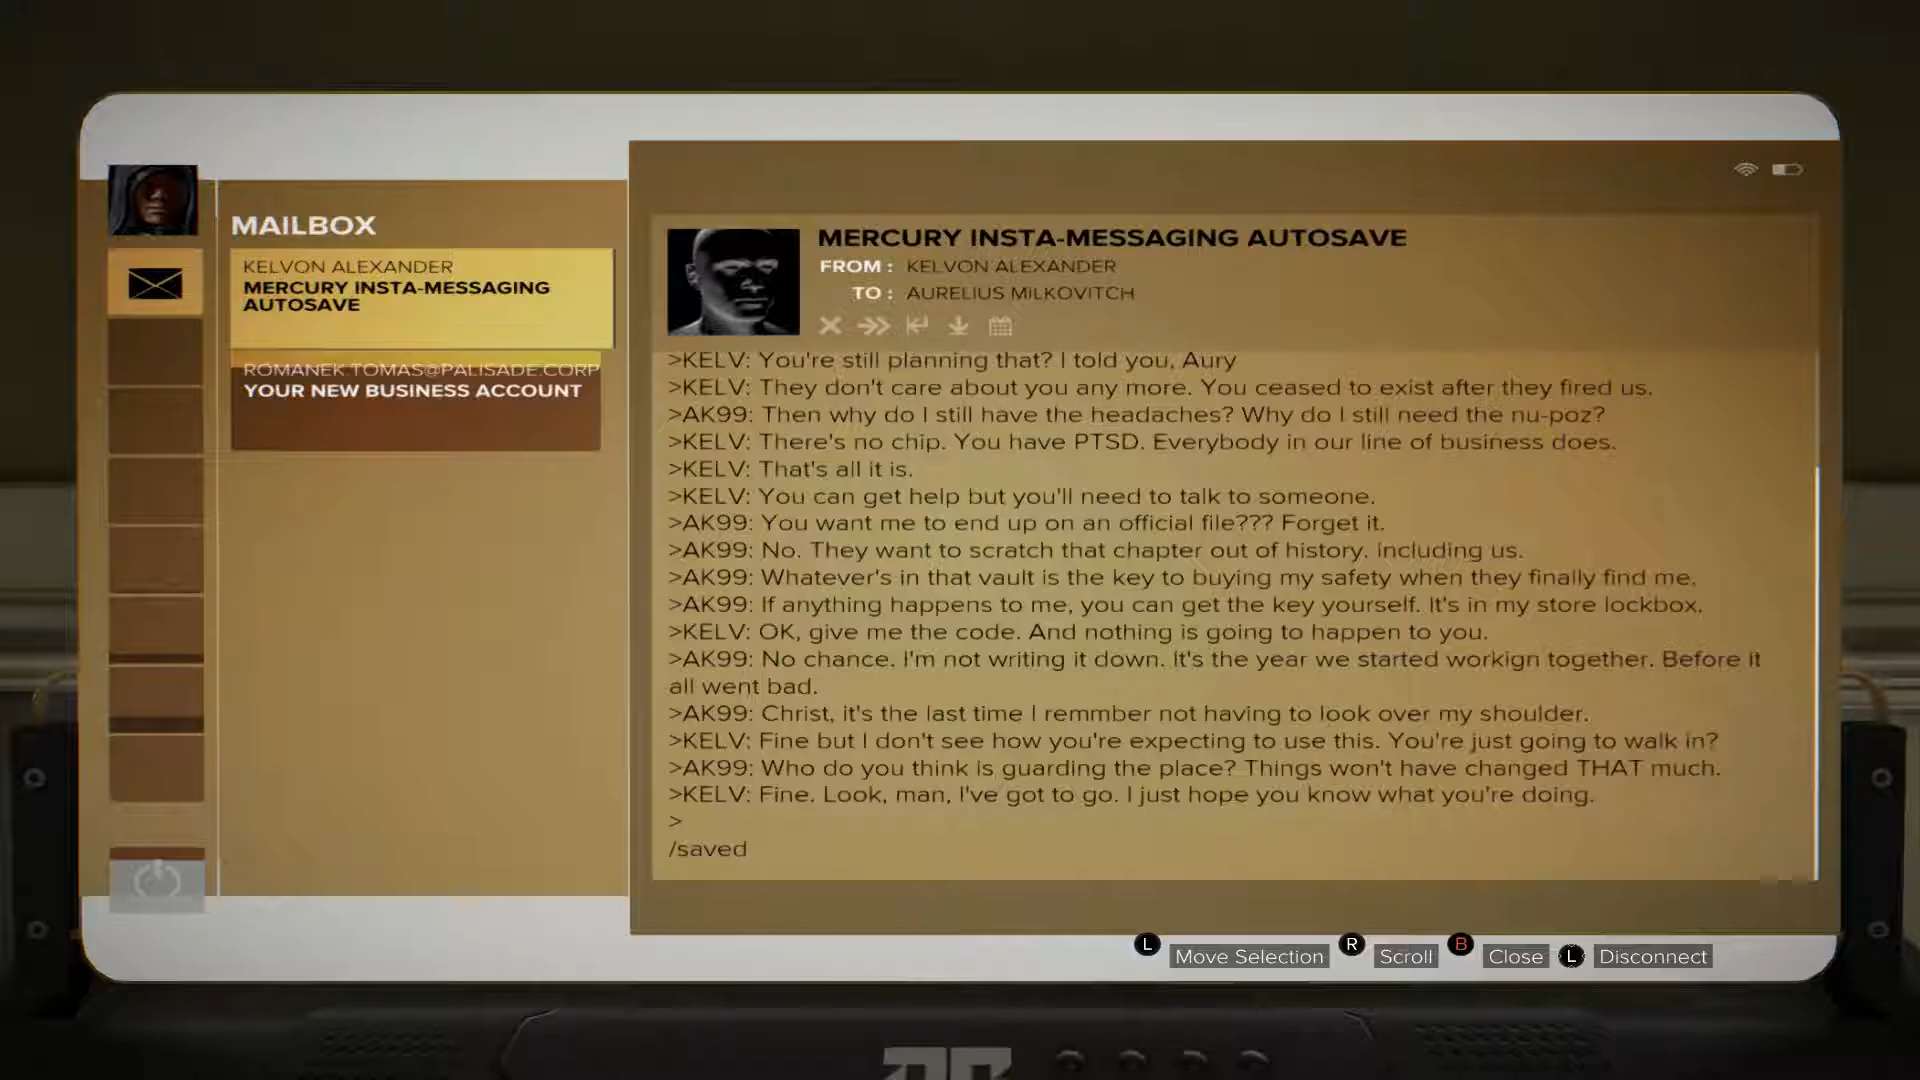 MAILBOX
KELVON ALEXANDER
MERCURY INSTA-MESSAGING
AUTOSAVE
ROMANEK.TOMAS@PALISADE.CORP
YOUR NEW BUSINESS ACCOUNT
MERCURY INSTA-MESSAGING AUTOSAVE
FROM : KELVON ALEXANDER
TO : AURELIUS MILKOVITCH
>KELV: You're still planning that? I told you, Aury
>KELV: They don't care about you any more. You ceased to exist after they fired us.
>AK99: Then why do I still have the headaches? Why do I still need the nu-poz?
>KELV: There's no chip. You have PTSD. Everybody in our line of business does.
>KELV: That's all it is.
>KELV: You can get help but you'll need to talk to someone.
>AK99: You want me to end up on an official file??? Forget it.
>AK99: No. They want to scratch that chapter out of history. Including us.
>AK99: Whatever's in that vault is the key to buying my safety when they finally find me.
>AK99: If anything happens to me, you can get the key yourself. It's in my store lockbox.
>KELV: OK, give me the code. And nothing is going to happen to you.
>AK99: No chance. I'm not writing it down. It's the year we started workign together. Before it
all went bad.
>AK99: Christ, it's the last time I remmber not having to look over my shoulder.
>KELV: Fine but I don't see how you're expecting to use this. You're just going to walk in?
>AK99: Who do you think is guarding the place? Things won't have changed THAT much.
>KELV: Fine. Look, man, I've got to go. I just hope you know what you're doing.
>
/saved
L Move Selection R Scroll B Close L Disconnect